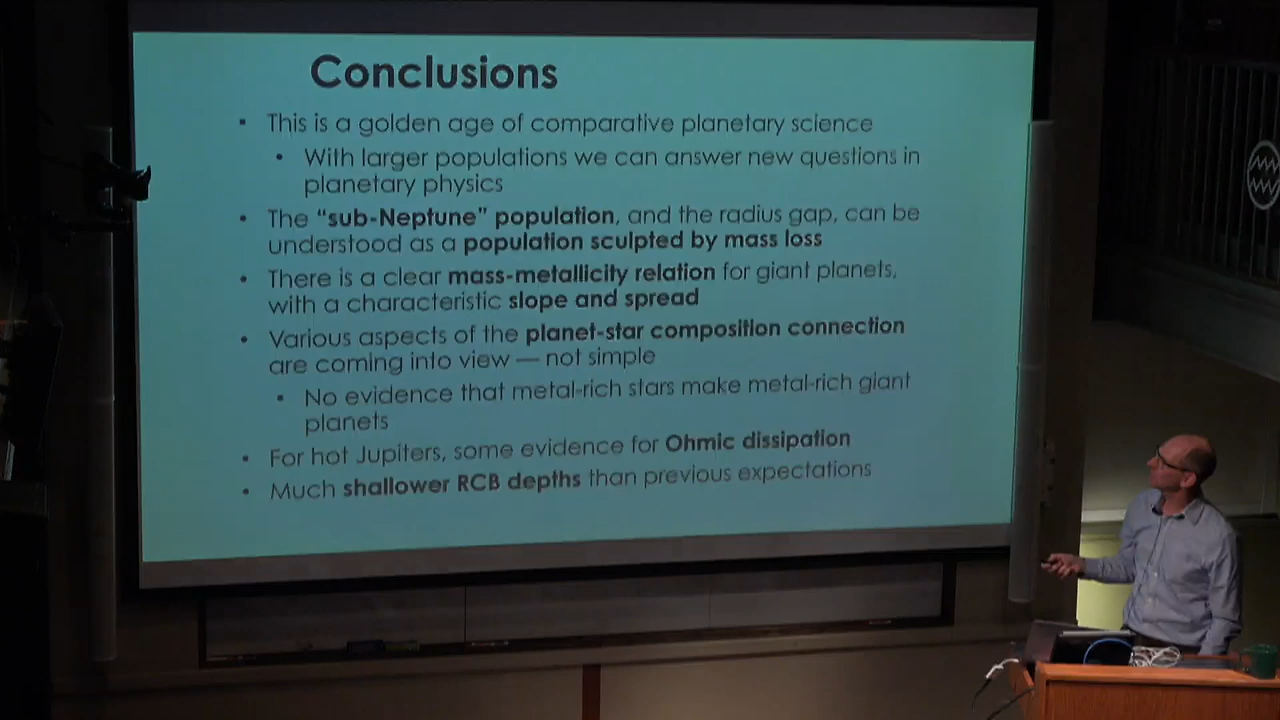 Conclusions
▪ This is a golden age of comparative planetary science
• With larger populations we can answer new questions in
planetary physics
• The “sub-Neptune” population, and the radius gap, can be
understood as a population sculpted by mass loss
• There is a clear mass-metallicity relation for giant planets,
with a characteristic slope and spread
• Various aspects of the planet-star composition connection
are coming into view — not simple
▪ No evidence that metal-rich stars make metal-rich giant
planets
• For hot Jupiters, some evidence for Ohmic dissipation
• Much shallower RCB depths than previous expectations